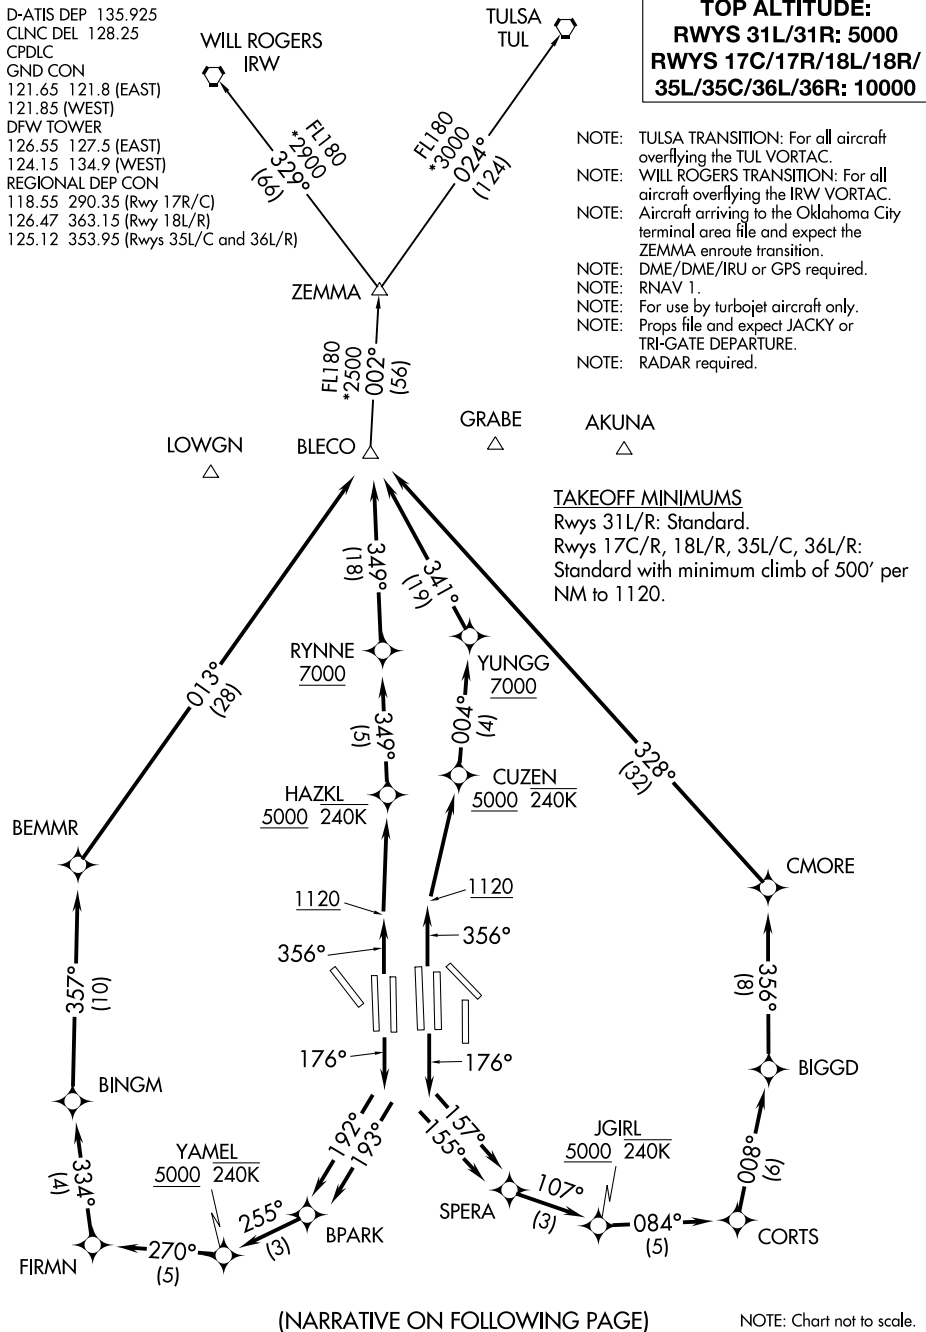 D-ATIS DEP 135.925
CLNC DEL 128.25
CPDLC
GND CON
121.65 121.8 (EAST)
121.85 (WEST)
DFW TOWER
126.55 127.5 (EAST)
124.15 134.9 (WEST)
REGIONAL DEP CON
118.55 290.35 (Rwy 17R/C)
126.47 363.15 (Rwy 18L/R)
125.12 353.95 (Rwys 35L/C and 36L/R)
WILL ROGERS
IRW
TULSA
TUL
TOP ALTITUDE:
RWYS 31L/31R: 5000
RWYS 17C/17R/18L/18R/
35L/35C/36L/36R: 10000
FL180
*2900
329°
(66)
FL180
*3000
024°
(124)
NOTE: TULSA TRANSITION: For all aircraft
overflying the TUL VORTAC.
NOTE: WILL ROGERS TRANSITION: For all
aircraft overflying the IRW VORTAC.
NOTE: Aircraft arriving to the Oklahoma City
terminal area file and expect the
ZEMMA enroute transition.
NOTE: DME/DME/IRU or GPS required.
NOTE: RNAV 1.
NOTE: For use by turbojet aircraft only.
NOTE: Props file and expect JACKY or
TRI-GATE DEPARTURE.
NOTE: RADAR required.
ZEMMA
FL180
*2500
002°
(56)
LOWGN
BLECO
GRABE
AKUNA
TAKEOFF MINIMUMS
Rwys 31L/R: Standard.
Rwys 17C/R, 18L/R, 35L/C, 36L/R:
Standard with minimum climb of 500' per
NM to 1120.
349°
(18)
341°
(19)
RYNNE
7000
YUNGG
7000
013°
(28)
349°
(5)
004°
(4)
328°
(32)
HAZKL
5000 240K
CUZEN
5000 240K
BEMMR
CMORE
1120
1120
356°
356°
357°
(10)
356°
(8)
176°
176°
BINGM
BIGGD
192°
193°
157°
155°
YAMEL
5000 240K
JGIRL
5000 240K
334°
(4)
008°
(6)
255°
(3)
BPARK
SPERA
107°
(3)
084°
(5)
CORTS
FIRMN
270°
(5)
(NARRATIVE ON FOLLOWING PAGE)
NOTE: Chart not to scale.